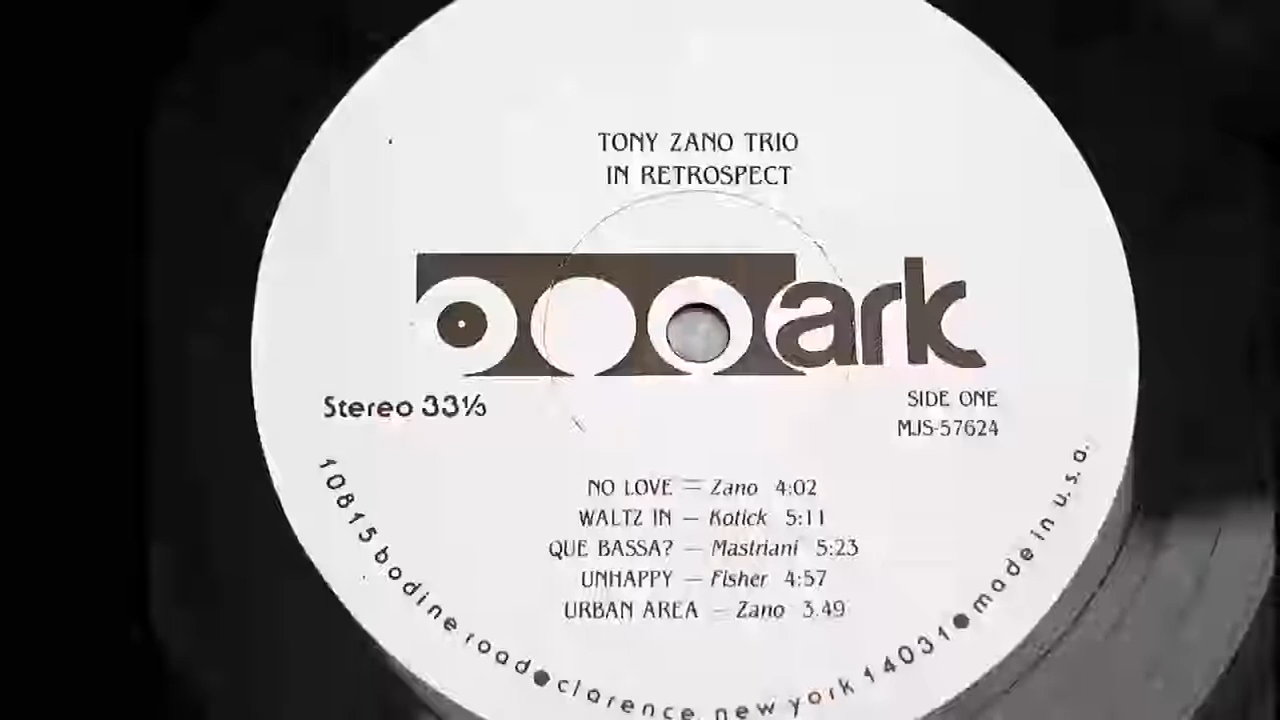 TONY ZANO TRIO
IN RETROSPECT
mark
Stereo 33⅓
SIDE ONE
MJS-57624
NO LOVE — Zano 4:02
WALTZ IN — Kotick 5:11
QUE BASSA? — Mastriani 5:23
UNHAPPY — Fisher 4:57
URBAN AREA — Zano 3.49
10815 bodine road●clarence, new york 14031●made in u.s.a.